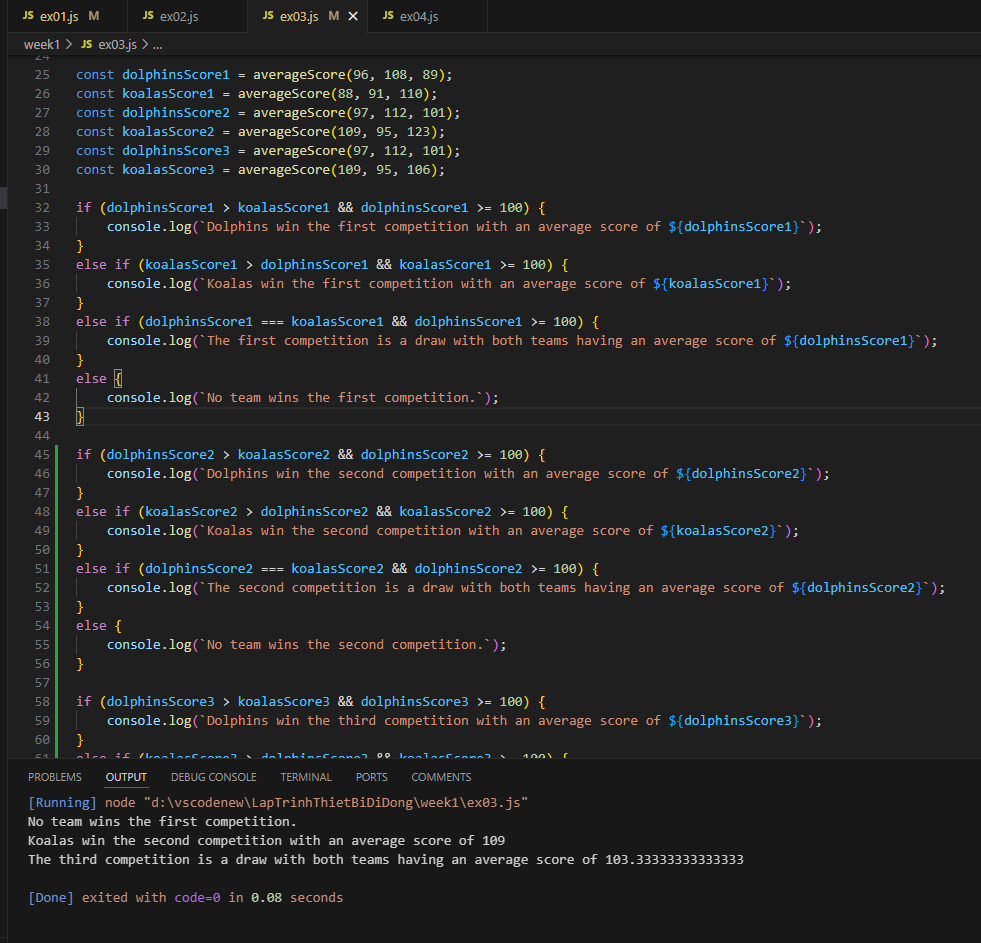 JS ex01.js M JS ex02.js JS ex03.js M × JS ex04.js
week1 > JS ex03.js > ...
24
25 const dolphinsScore1 = averageScore(96, 108, 89);
26 const koalasScore1 = averageScore(88, 91, 110);
27 const dolphinsScore2 = averageScore(97, 112, 101);
28 const koalasScore2 = averageScore(109, 95, 123);
29 const dolphinsScore3 = averageScore(97, 112, 101);
30 const koalasScore3 = averageScore(109, 95, 106);
31
32 if (dolphinsScore1 > koalasScore1 && dolphinsScore1 >= 100) {
33     console.log(`Dolphins win the first competition with an average score of ${dolphinsScore1}`);
34 }
35 else if (koalasScore1 > dolphinsScore1 && koalasScore1 >= 100) {
36     console.log(`Koalas win the first competition with an average score of ${koalasScore1}`);
37 }
38 else if (dolphinsScore1 === koalasScore1 && dolphinsScore1 >= 100) {
39     console.log(`The first competition is a draw with both teams having an average score of ${dolphinsScore1}`);
40 }
41 else {
42     console.log(`No team wins the first competition.`);
43 }
44
45 if (dolphinsScore2 > koalasScore2 && dolphinsScore2 >= 100) {
46     console.log(`Dolphins win the second competition with an average score of ${dolphinsScore2}`);
47 }
48 else if (koalasScore2 > dolphinsScore2 && koalasScore2 >= 100) {
49     console.log(`Koalas win the second competition with an average score of ${koalasScore2}`);
50 }
51 else if (dolphinsScore2 === koalasScore2 && dolphinsScore2 >= 100) {
52     console.log(`The second competition is a draw with both teams having an average score of ${dolphinsScore2}`);
53 }
54 else {
55     console.log(`No team wins the second competition.`);
56 }
57
58 if (dolphinsScore3 > koalasScore3 && dolphinsScore3 >= 100) {
59     console.log(`Dolphins win the third competition with an average score of ${dolphinsScore3}`);
60 }
61 else if (koalasScore3 > dolphinsScore3 && koalasScore3 >= 100) {
PROBLEMS OUTPUT DEBUG CONSOLE TERMINAL PORTS COMMENTS
[Running] node "d:\vscodenew\LapTrinhThietBiDiDong\week1\ex03.js"
No team wins the first competition.
Koalas win the second competition with an average score of 109
The third competition is a draw with both teams having an average score of 103.33333333333333
[Done] exited with code=0 in 0.08 seconds